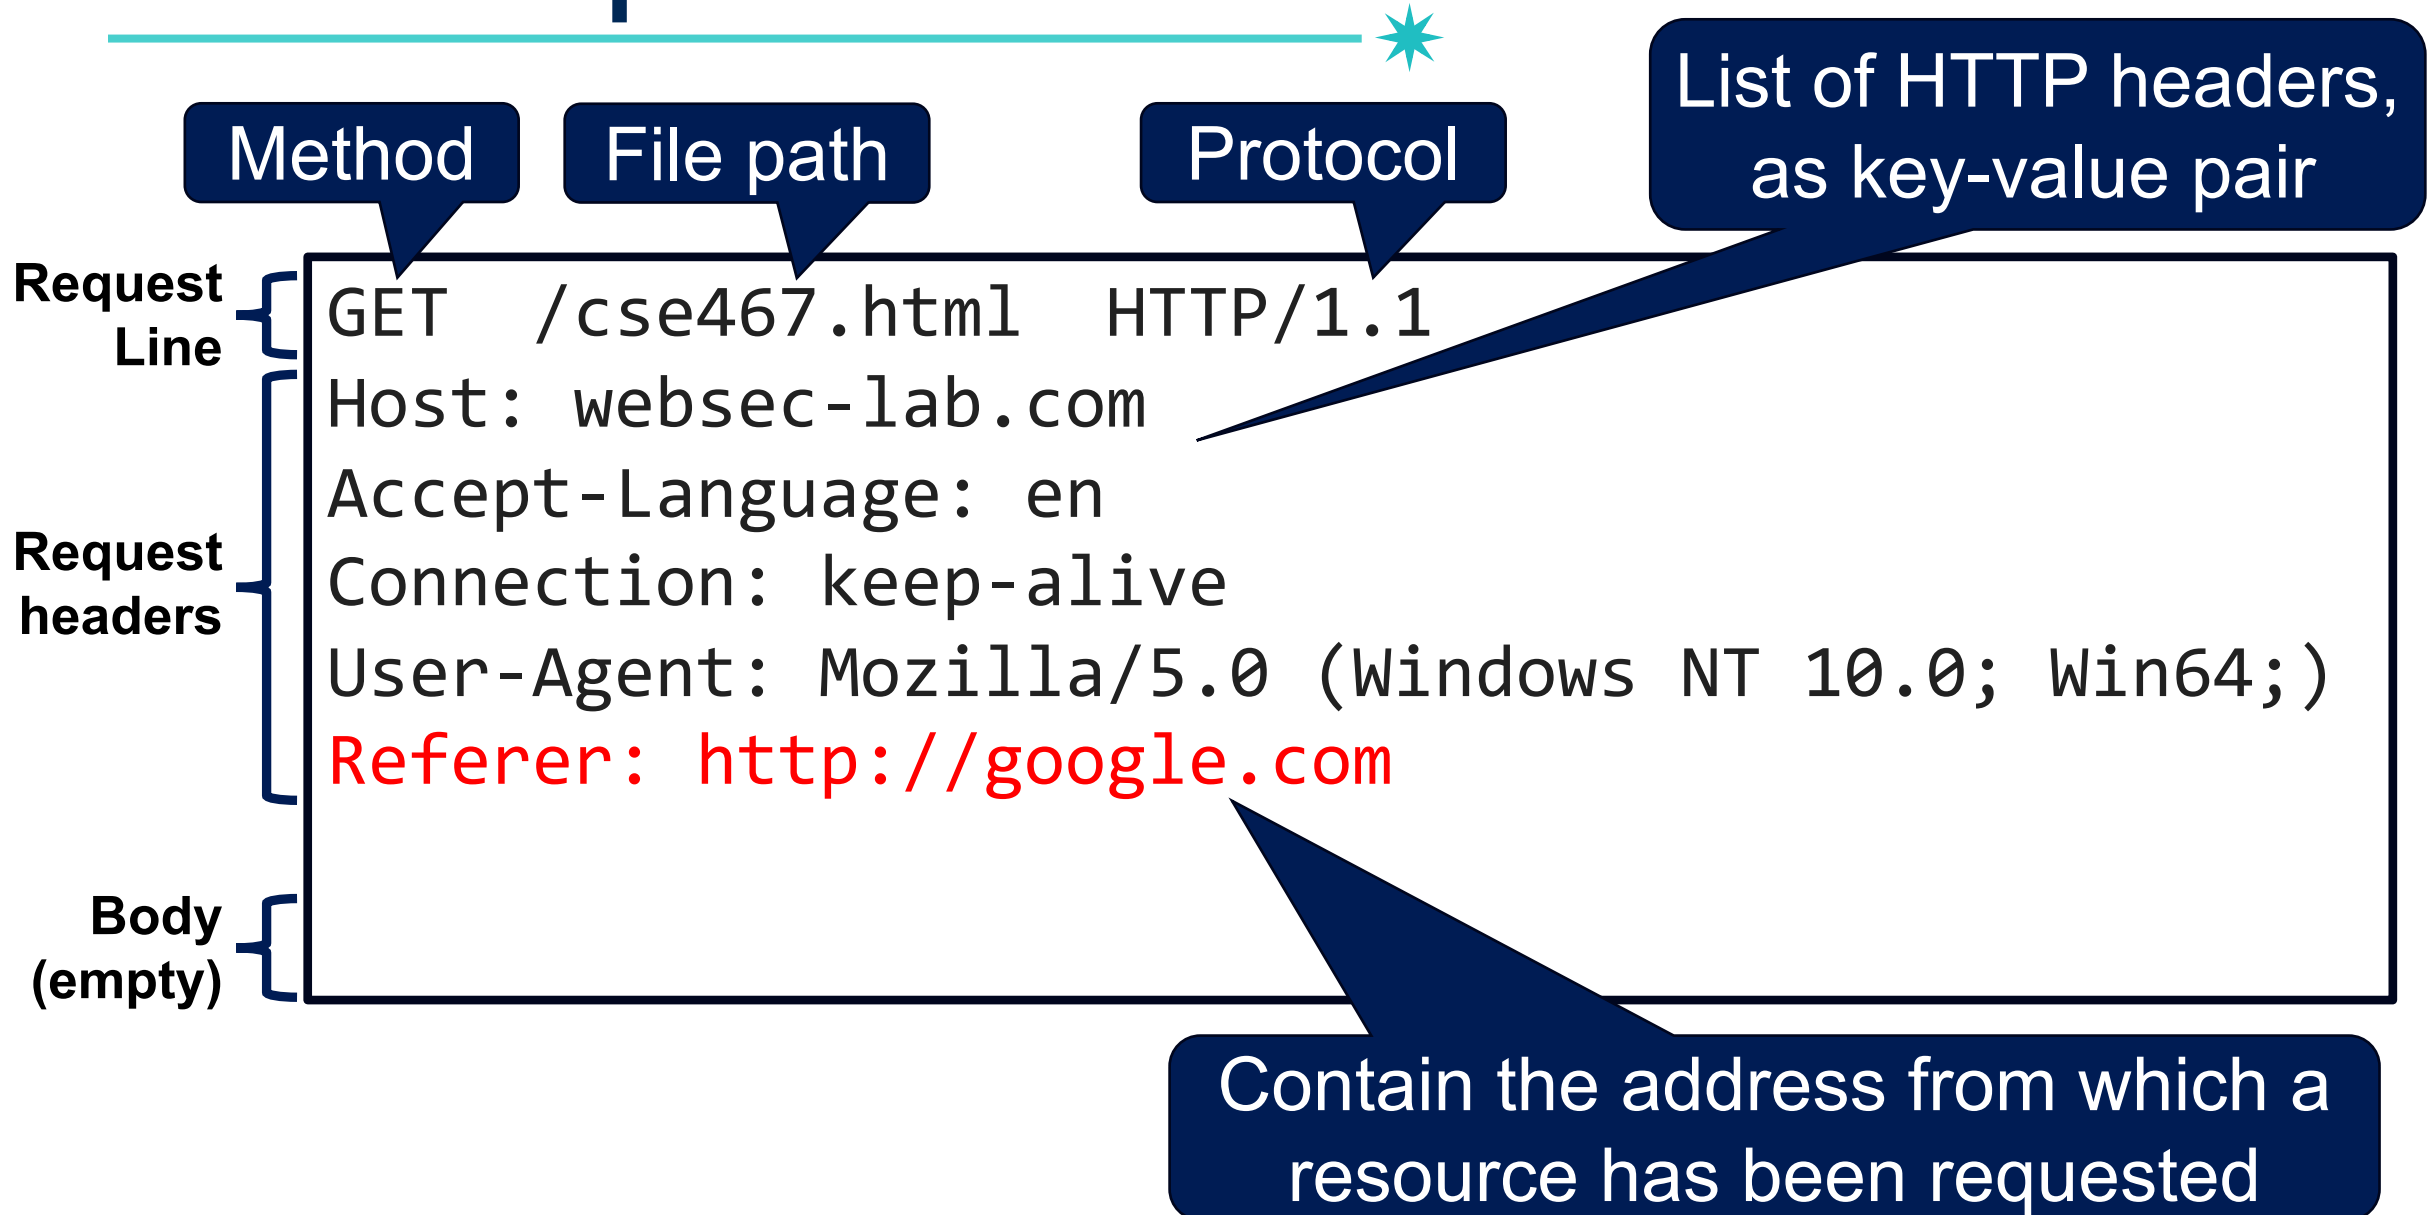 List of HTTP headers,
as key-value pair
Method
File path
Protocol
Request
Line
GET /cse467.html HTTP/1.1
Request
headers
Host: websec-lab.com
Accept-Language: en
Connection: keep-alive
User-Agent: Mozilla/5.0 (Windows NT 10.0; Win64;)
Referer: http://google.com
Body
(empty)
Contain the address from which a
resource has been requested